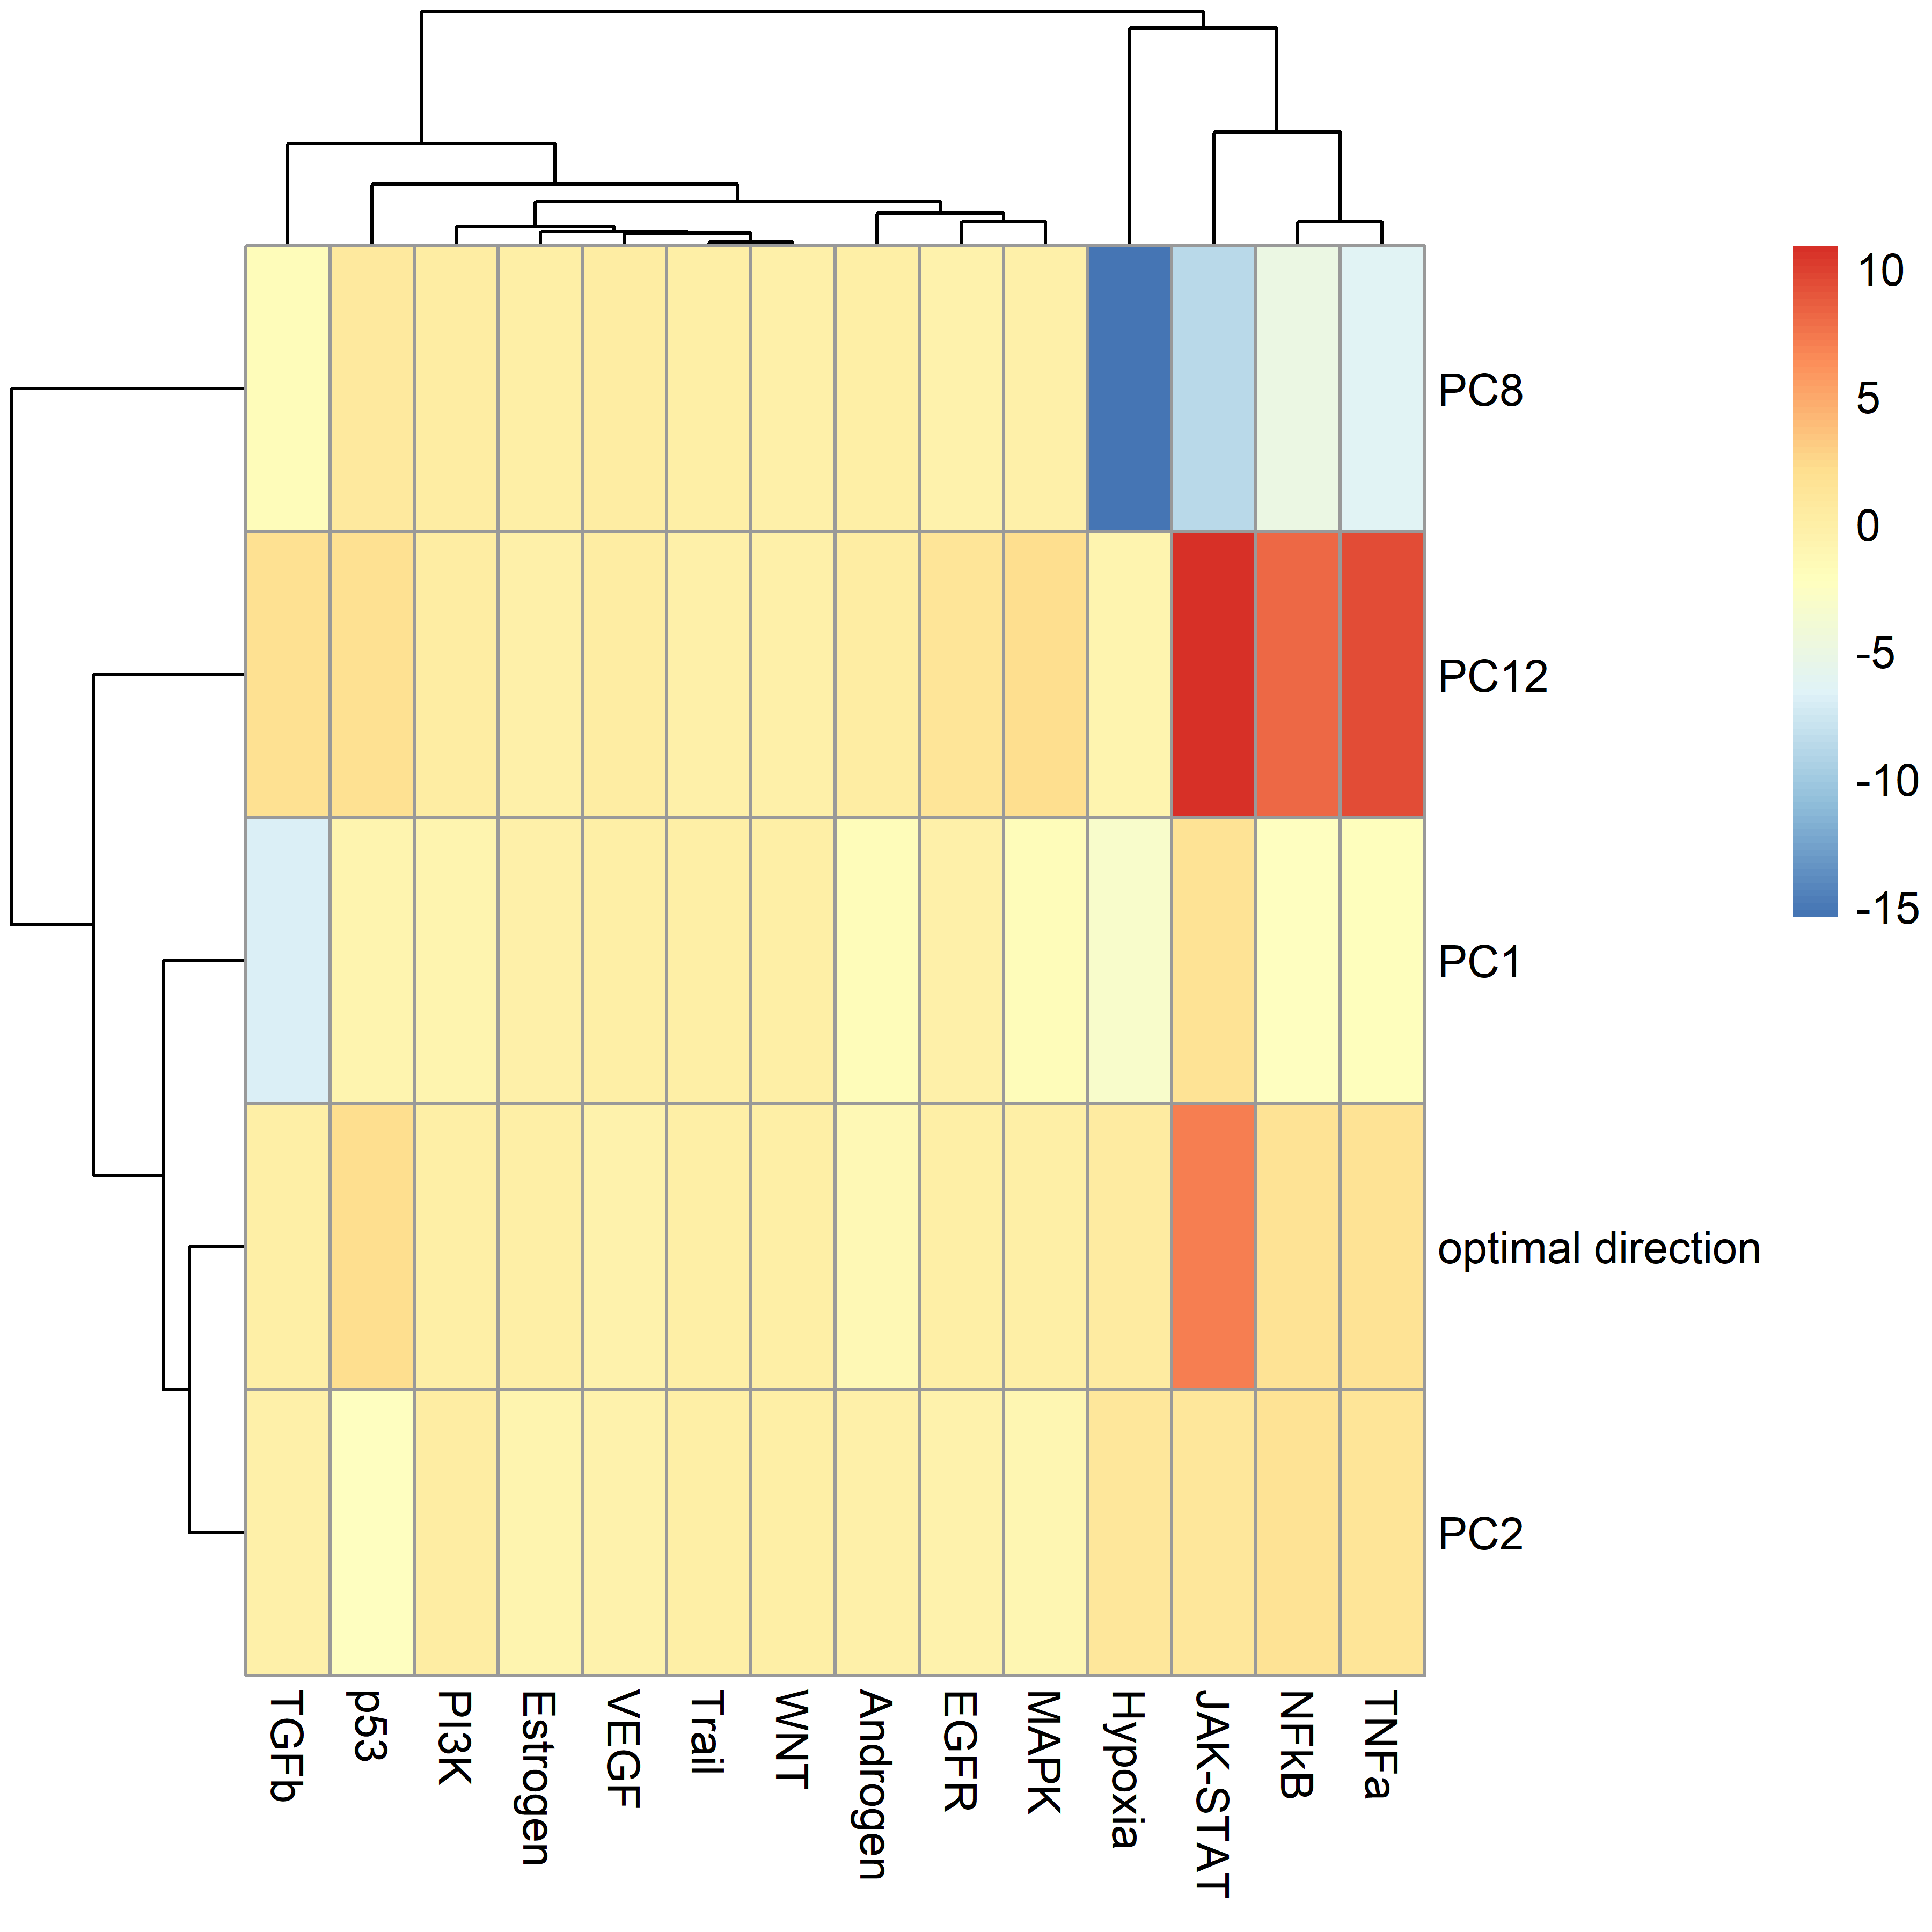 PC8
PC12
PC1
optimal direction
PC2
10
5
0
-5
-10
-15
TGFb
p53
PI3K
Estrogen
VEGF
Trail
WNT
Androgen
EGFR
MAPK
Hypoxia
JAK-STAT
NFkB
TNFa